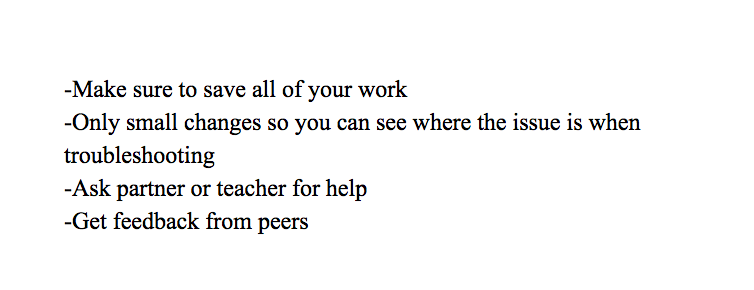 -Make sure to save all of your work
-Only small changes so you can see where the issue is when
troubleshooting
-Ask partner or teacher for help
-Get feedback from peers